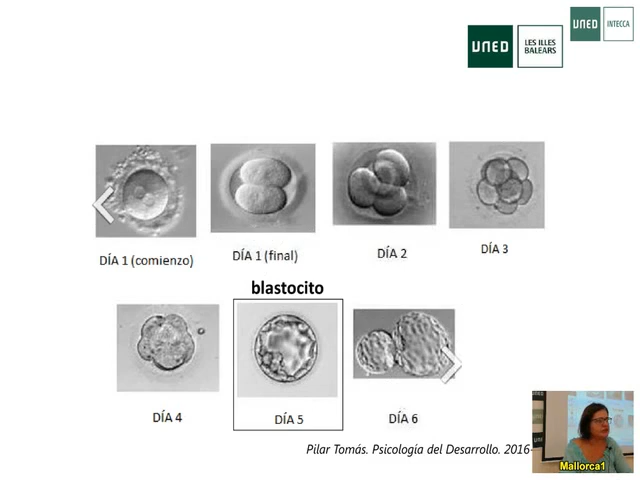 UNED
INTECCA
UNED
LES ILLES
BALEARS
DÍA 1 (comienzo)
DÍA 1 (final)
DÍA 2
DÍA 3
blastocito
DÍA 4
DÍA 5
DÍA 6
Pilar Tomás. Psicología del Desarrollo. 2016-
UNED
Mallorca1